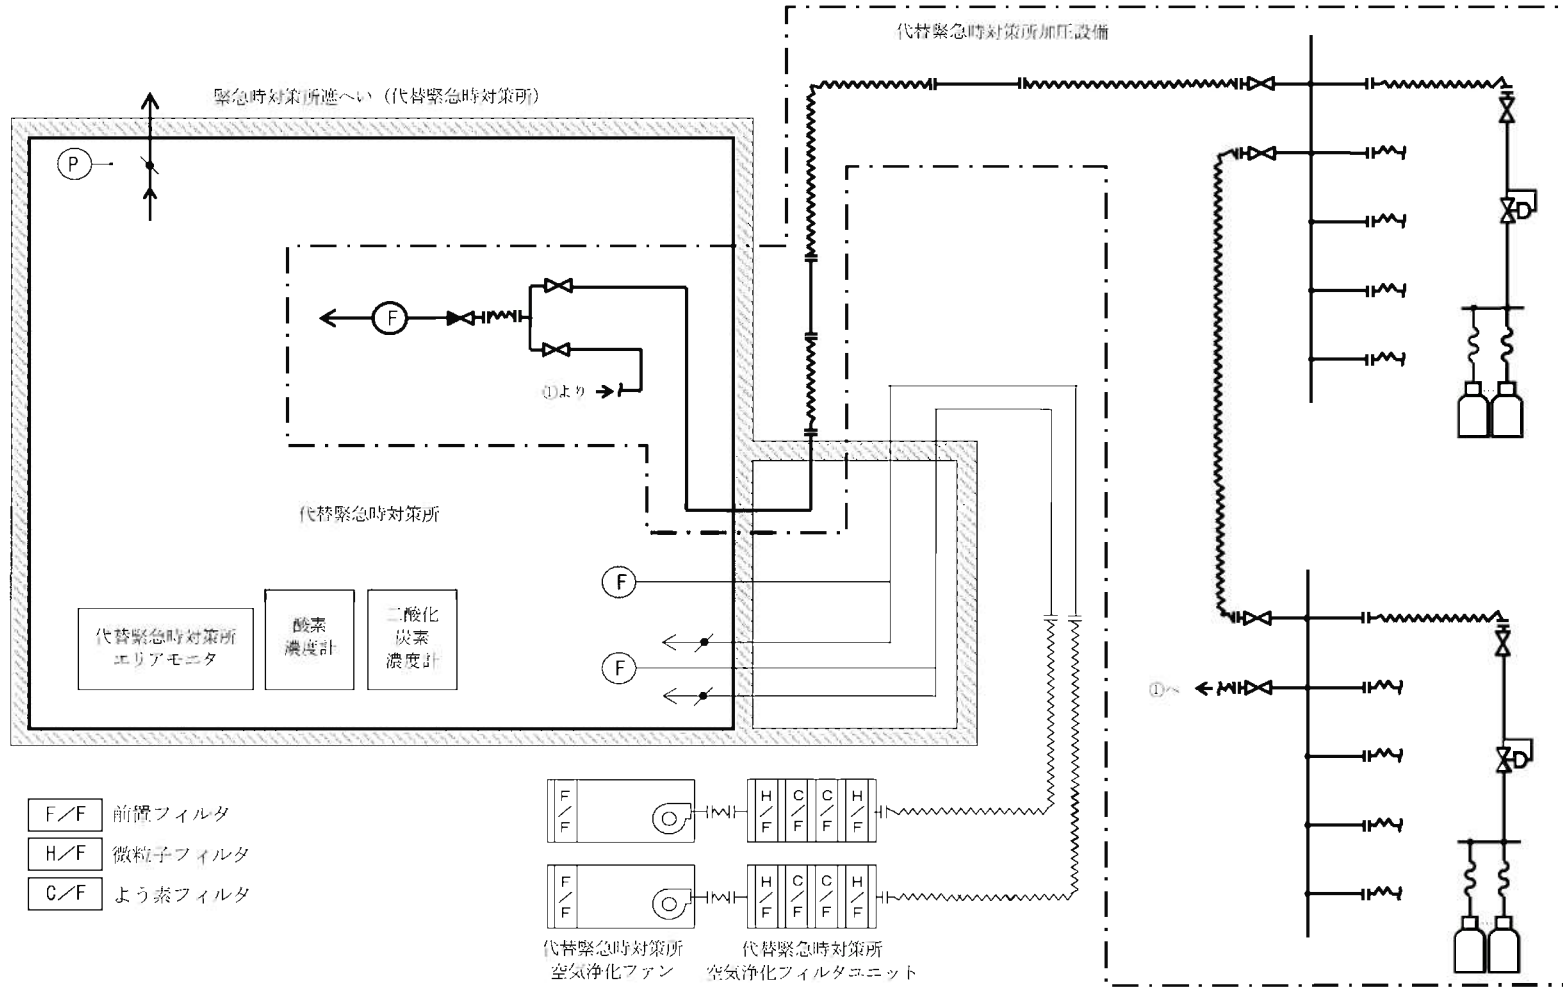 代替緊急時対策所加圧設備
緊急時対策所遮へい（代替緊急時対策所）
P
F
①より
代替緊急時対策所
F
F
代替緊急時対策所
エリアモニタ
酸素
濃度計
二酸化
炭素
濃度計
①へ
F/F 前置フィルタ
H/F 微粒子フィルタ
C/F よう素フィルタ
F/F
H/F C/F C/F H/F
F/F
H/F C/F C/F H/F
代替緊急時対策所
空気浄化ファン
代替緊急時対策所
空気浄化フィルタユニット